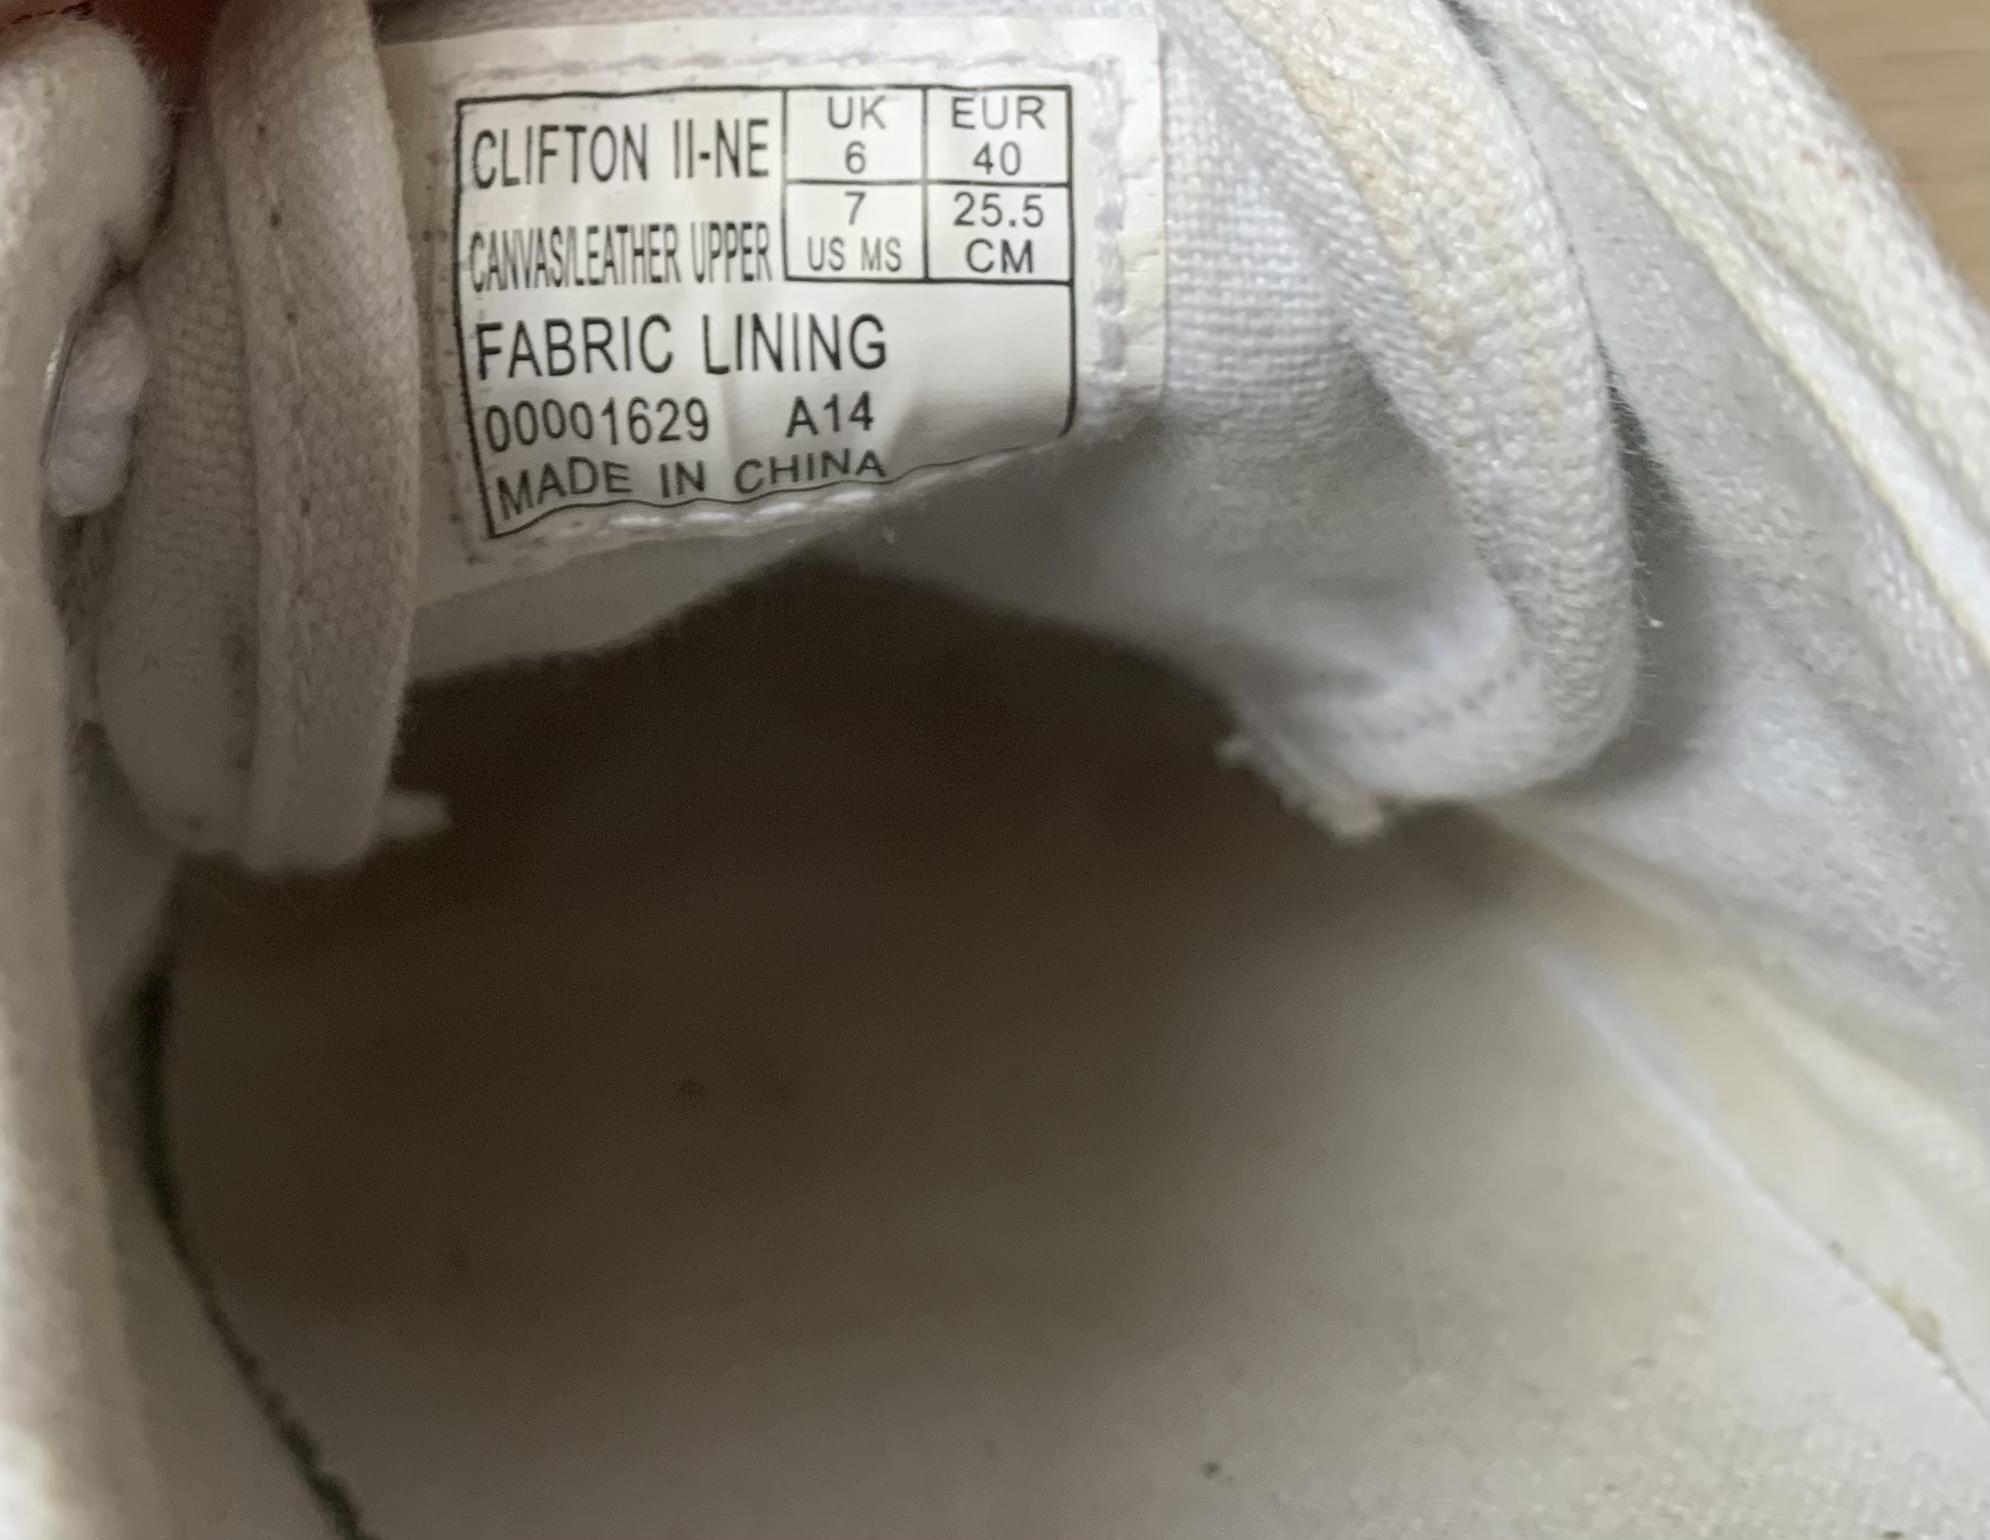 CLIFTON II-NE
UK
6
EUR
40
CANVAS/LEATHER UPPER
7
US MS
25.5
CM
FABRIC LINING
00001629 A14
MADE IN CHINA